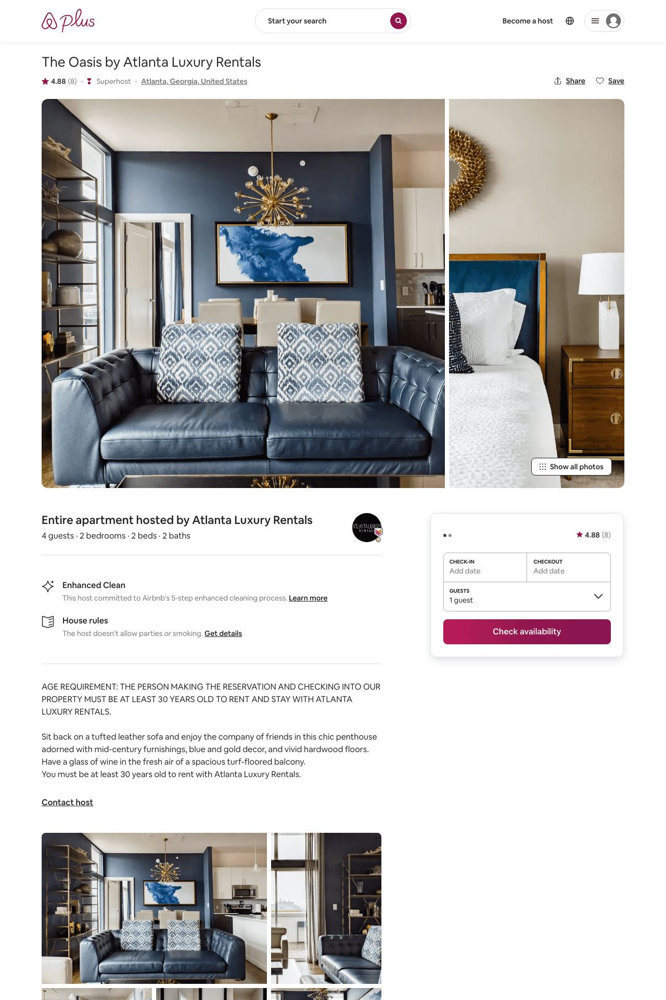 plus
Start your search
Become a host
The Oasis by Atlanta Luxury Rentals
4.88 (8) · Superhost · Atlanta, Georgia, United States
Share
Save
Show all photos
Entire apartment hosted by Atlanta Luxury Rentals
4 guests · 2 bedrooms · 2 beds · 2 baths
ATLANTA LUXURY
RENTALS
4.88 (8)
CHECK-IN
Add date
CHECKOUT
Add date
GUESTS
1 guest
Check availability
Enhanced Clean
This host committed to Airbnb's 5-step enhanced cleaning process. Learn more
House rules
The host doesn't allow parties or smoking. Get details
AGE REQUIREMENT: THE PERSON MAKING THE RESERVATION AND CHECKING INTO OUR
PROPERTY MUST BE AT LEAST 30 YEARS OLD TO RENT AND STAY WITH ATLANTA
LUXURY RENTALS.
Sit back on a tufted leather sofa and enjoy the company of friends in this chic penthouse
adorned with mid-century furnishings, blue and gold decor, and vivid hardwood floors.
Have a glass of wine in the fresh air of a spacious turf-floored balcony.
You must be at least 30 years old to rent with Atlanta Luxury Rentals.
Contact host